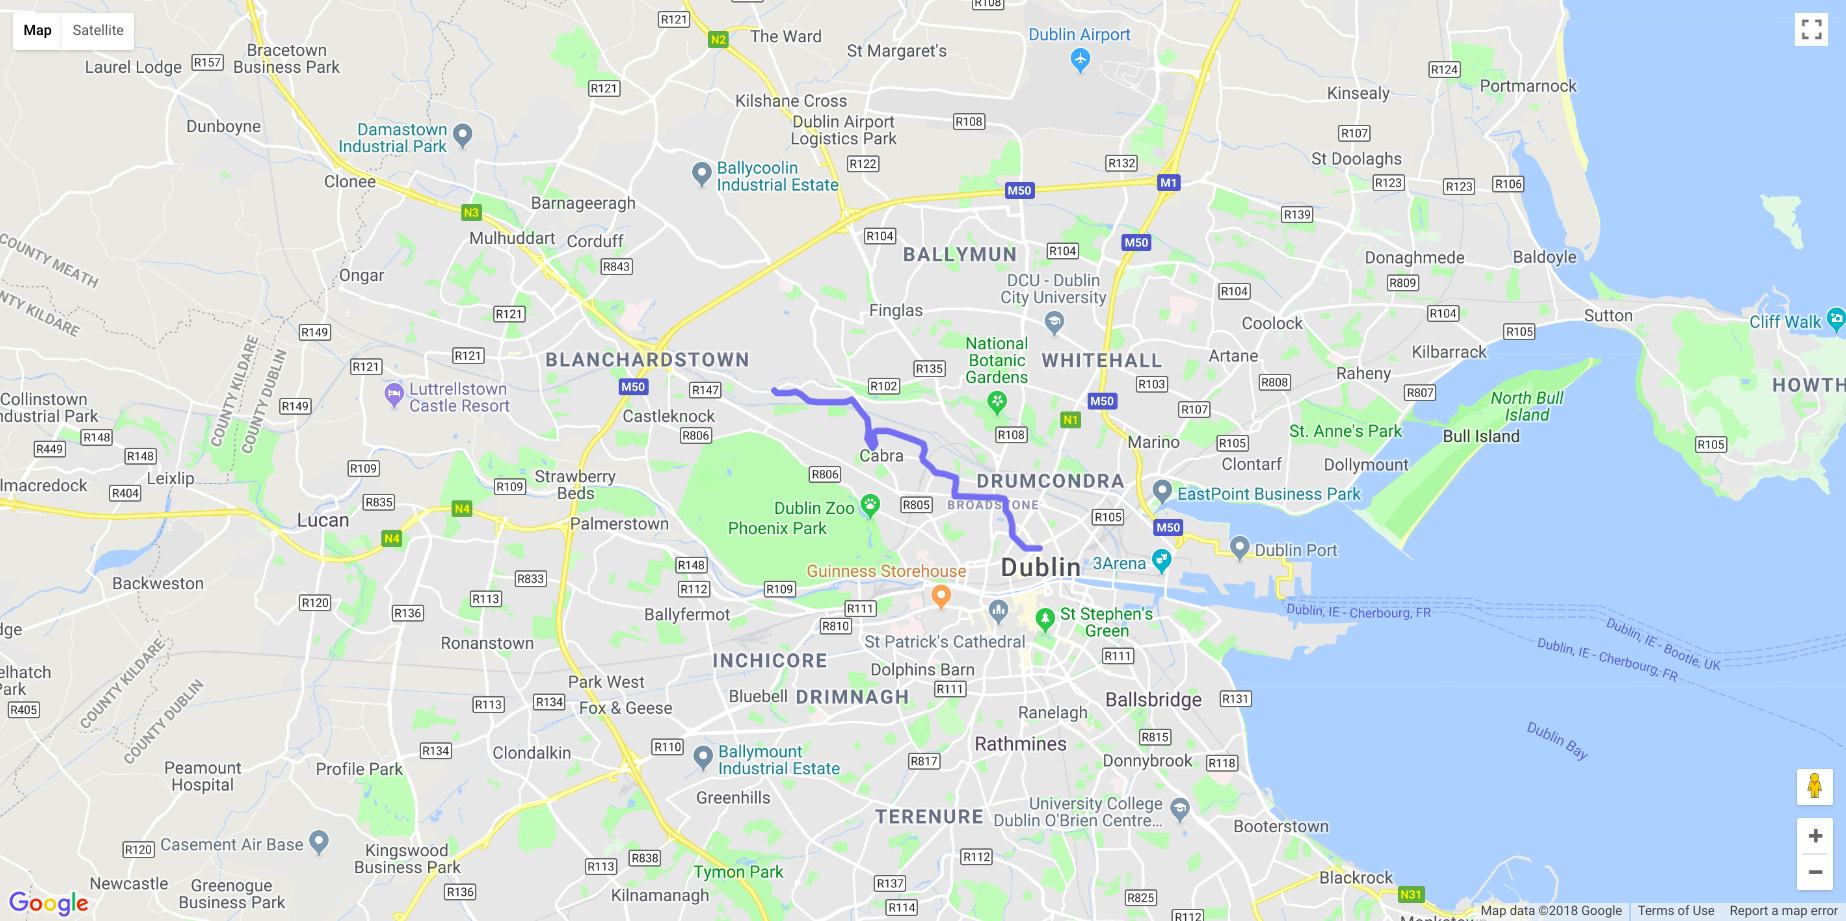 Map
Satellite
R121
R108
N2
The Ward
St Margaret's
Dublin Airport
Bracetown
Business Park
R157
Laurel Lodge
R121
R124
Portmarnock
Kinsealy
Kilshane Cross
Dublin Airport
Logistics Park
R108
Dunboyne
Damastown
Industrial Park
R107
R122
R132
St Doolaghs
Ballycoolin
Industrial Estate
Clonee
M50
M1
R123
R123
R106
Barnageeragh
N3
R139
Mulhuddart
Corduff
R104
M50
R104
BALLYMUN
COUNTY MEATH
COUNTY KILDARE
R843
Ongar
Donaghmede
Baldoyle
R809
DCU - Dublin
City University
R104
Finglas
R121
R149
Coolock
R104
R105
Sutton
Cliff Walk
BLANCHARDSTOWN
R121
R121
National
Botanic
Gardens
WHITEHALL
Artane
Kilbarrack
R135
R102
R103
R808
Raheny
HOWTH
M50
R147
Luttrellstown
Castle Resort
COUNTY KILDARE
COUNTY DUBLIN
R149
Collinstown
Industrial Park
R807
North Bull
Island
Castleknock
R806
M50
N1
R107
R108
St. Anne's Park
Bull Island
R105
R148
R449
R148
Marino
R105
Clontarf
Dollymount
Cabra
R806
R109
Leixlip
lmacredock
R404
R835
R109
Strawberry
Beds
DRUMCONDRA
EastPoint Business Park
Dublin Zoo
Phoenix Park
R805
BROADSTONE
R105
N4
Lucan
N4
Palmerstown
M50
Dublin Port
Dublin
3Arena
R148
Guinness Storehouse
Backweston
R833
R112
R109
R113
R120
R136
Ballyfermot
R111
R810
St Patrick's Cathedral
St Stephen's
Green
Dublin, IE - Cherbourg, FR
Dublin, IE - Bootle, UK
Dublin, IE - Cherbourg, FR
dge
Ronanstown
R111
INCHICORE
Dolphins Barn
elhatch
Park
COUNTY KILDARE
COUNTY DUBLIN
R405
Park West
Bluebell
DRIMNAGH
R111
Ballsbridge
R131
R113
R134
Fox & Geese
Ranelagh
Dublin Bay
R134
Clondalkin
R110
Rathmines
R815
Ballymount
Industrial Estate
R817
Donnybrook
R118
Peamount
Hospital
Profile Park
Greenhills
TERENURE
University College
Dublin O'Brien Centre...
Booterstown
R120
Casement Air Base
Kingswood
Business Park
R113
R838
R112
Tymon Park
Newcastle
Greenogue
Business Park
R136
Kilnamanagh
R137
R114
R825
R112
Blackrock
N31
Google
Map data ©2018 Google
Terms of Use
Report a map error